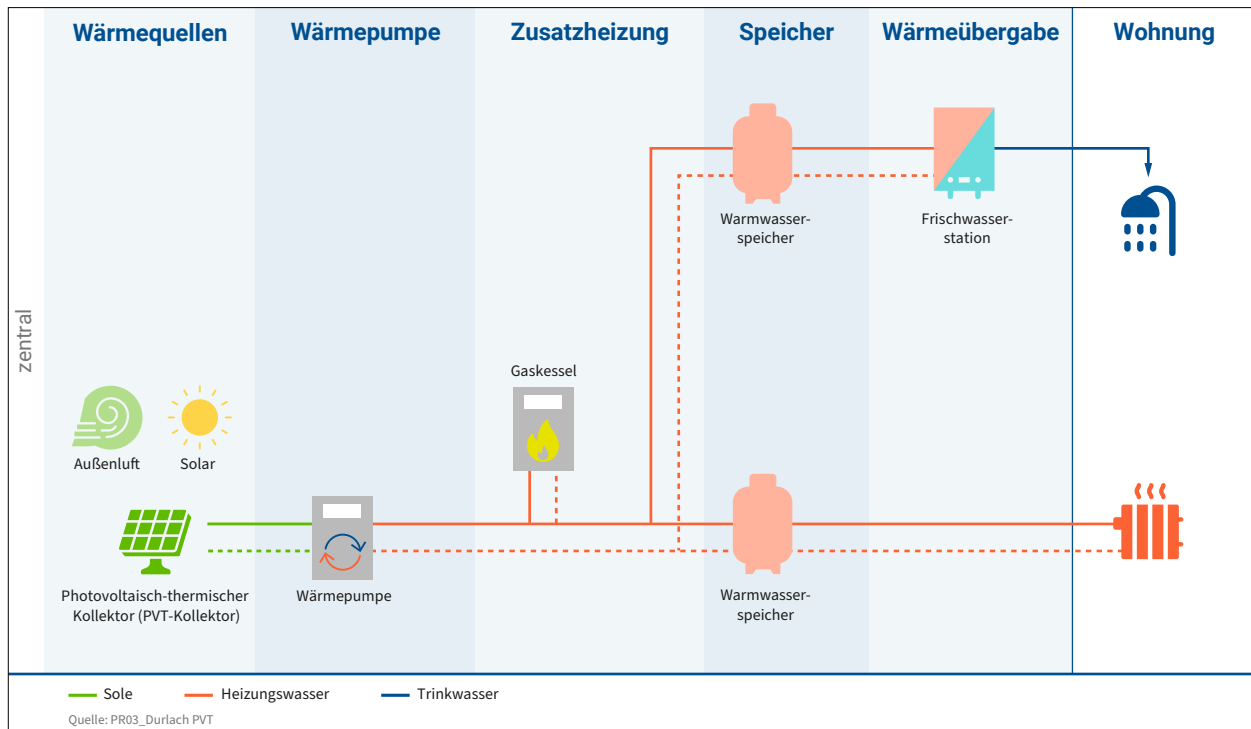 Wärmequellen
Wärmepumpe
Zusatzheizung
Speicher
Wärmeübergabe
Wohnung
zentral
Warmwasser-
speicher
Frischwasser-
station
Gaskessel
Außenluft
Solar
Photovoltaisch-thermischer
Kollektor (PVT-Kollektor)
Wärmepumpe
Warmwasser-
speicher
Sole
Heizungswasser
Trinkwasser
Quelle: PR03_Durlach PVT